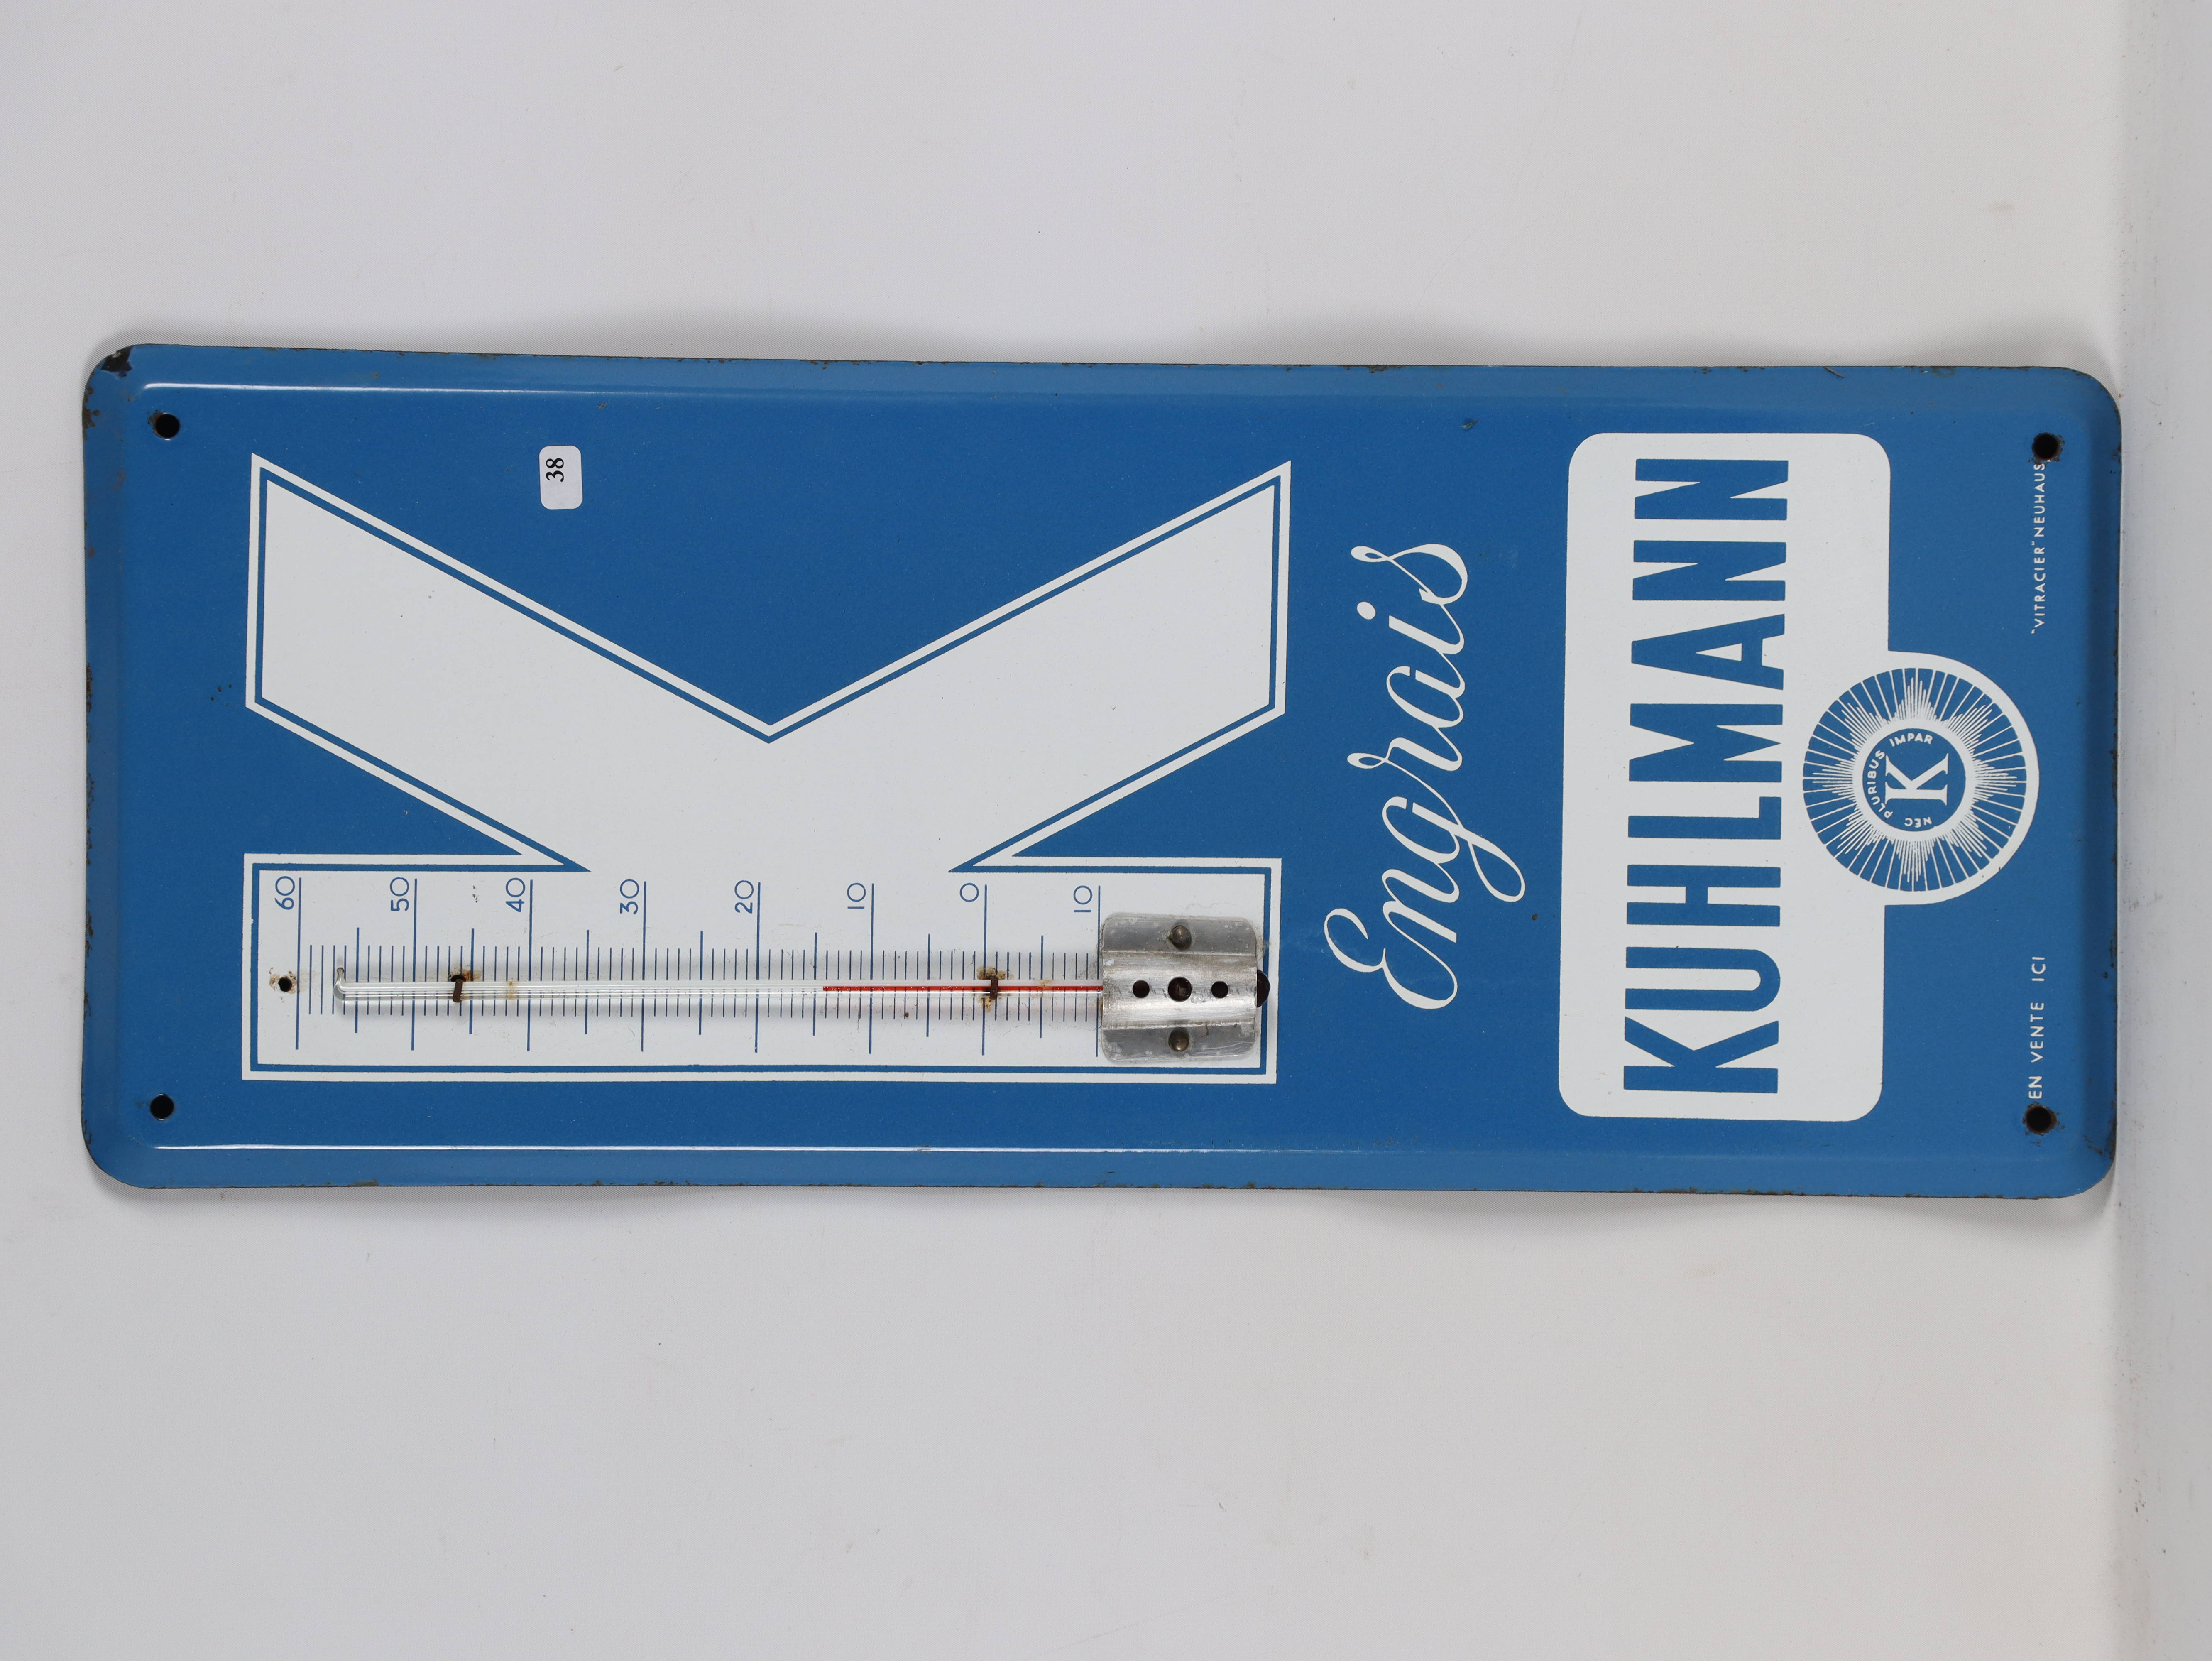 38
60
50
40
30
20
10
0
10
Engrais
KUHLMANN
NEC PLURIBUS IMPAR
K
EN VENTE ICI
"VITRACIER" NEUHAUS